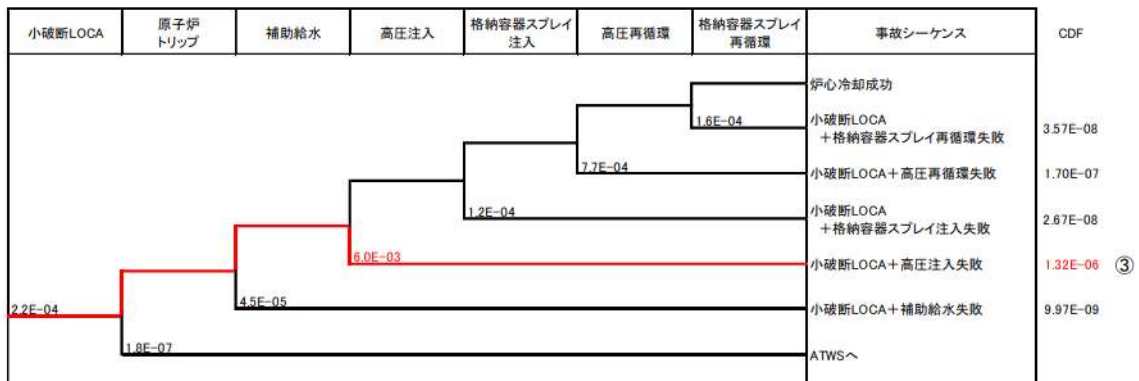 小破断LOCA
原子炉
トリップ
補助給水
高圧注入
格納容器スプレイ
注入
高圧再循環
格納容器スプレイ
再循環
事故シーケンス
CDF
炉心冷却成功
1.6E-04
小破断LOCA
＋格納容器スプレイ再循環失敗
3.57E-08
7.7E-04
小破断LOCA＋高圧再循環失敗
1.70E-07
1.2E-04
小破断LOCA
＋格納容器スプレイ注入失敗
2.67E-08
6.0E-03
小破断LOCA＋高圧注入失敗
1.32E-06
③
2.2E-04
4.5E-05
小破断LOCA＋補助給水失敗
9.97E-09
1.8E-07
ATWSへ